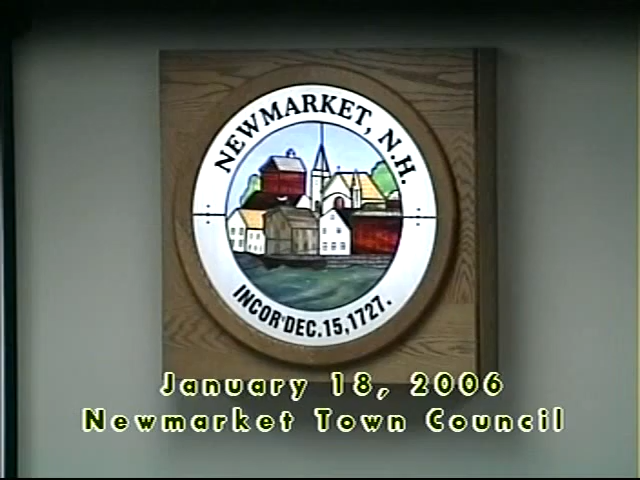 NEWMARKET, N.H.
INCOR. DEC. 15, 1727.
January 18, 2006
Newmarket Town Council